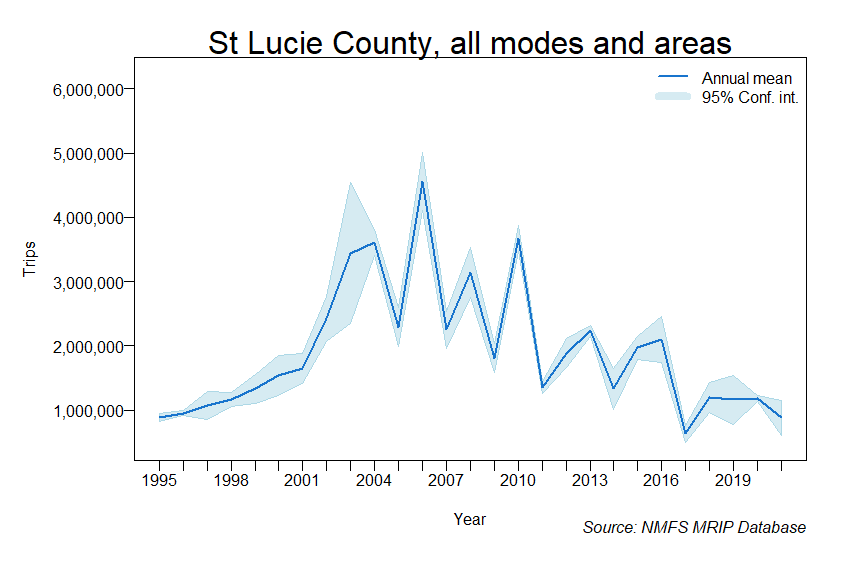 St Lucie County, all modes and areas
Annual mean
95% Conf. int.
6,000,000
5,000,000
4,000,000
3,000,000
2,000,000
1,000,000
Trips
1995 1998 2001 2004 2007 2010 2013 2016 2019
Year
Source: NMFS MRIP Database